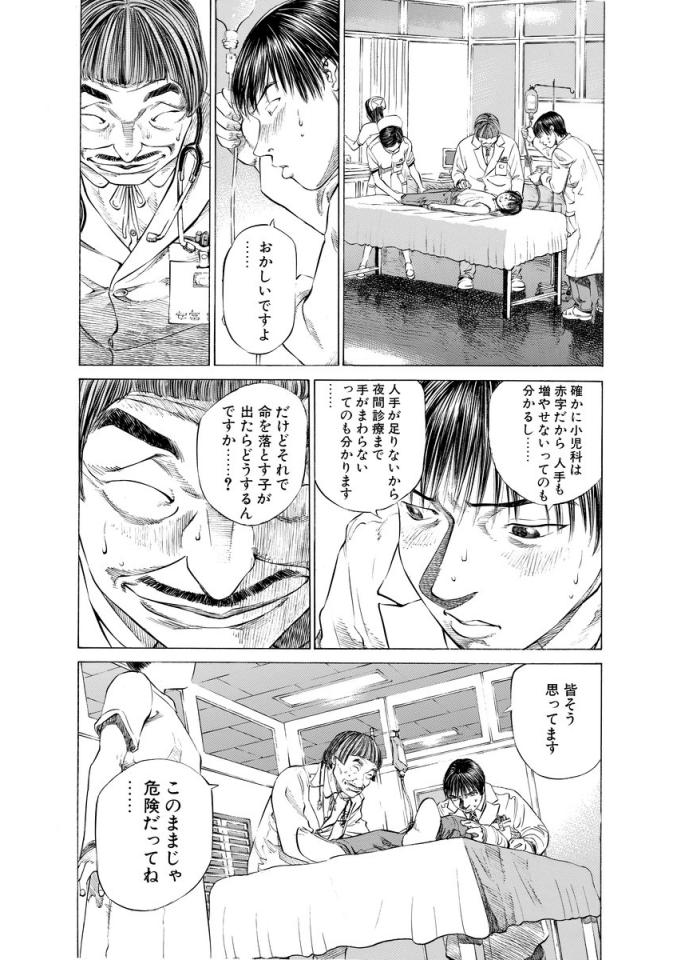 おかしいですよ
……
確かに小児科は
赤字だから 人手も
増やせないってのも
分かるし……
人手が足りないから
夜間診療まで
手がまわらない
ってのも分かります
……
だけどそれで
命を落とす子が
出たらどうするん
ですか……?
皆そう
思ってます
このままじゃ
危険だってね
……